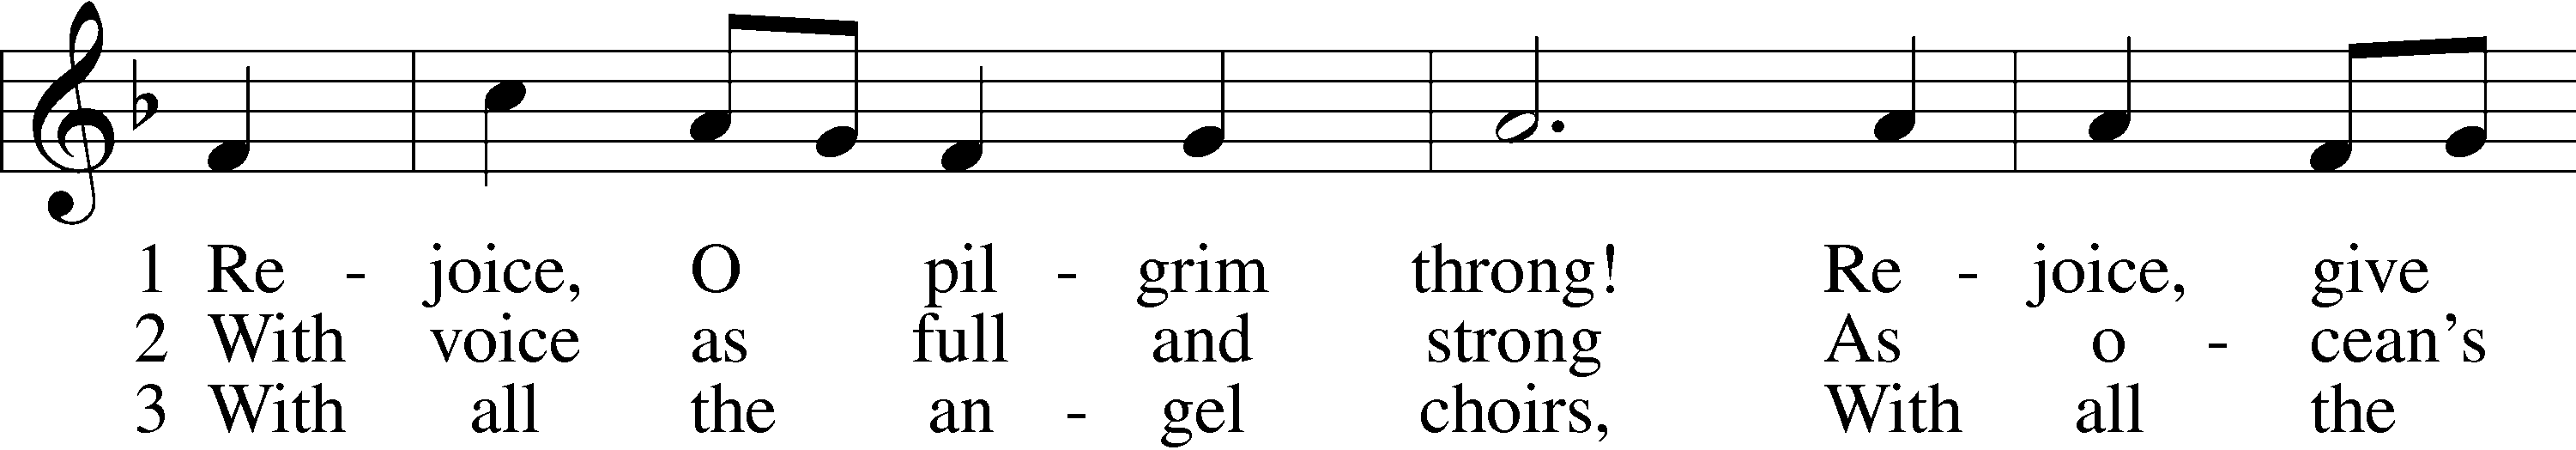 1 Re - joice, O pil - grim throng! Re - joice, give
2 With voice as full and strong As o - cean's
3 With all the an - gel choirs, With all the